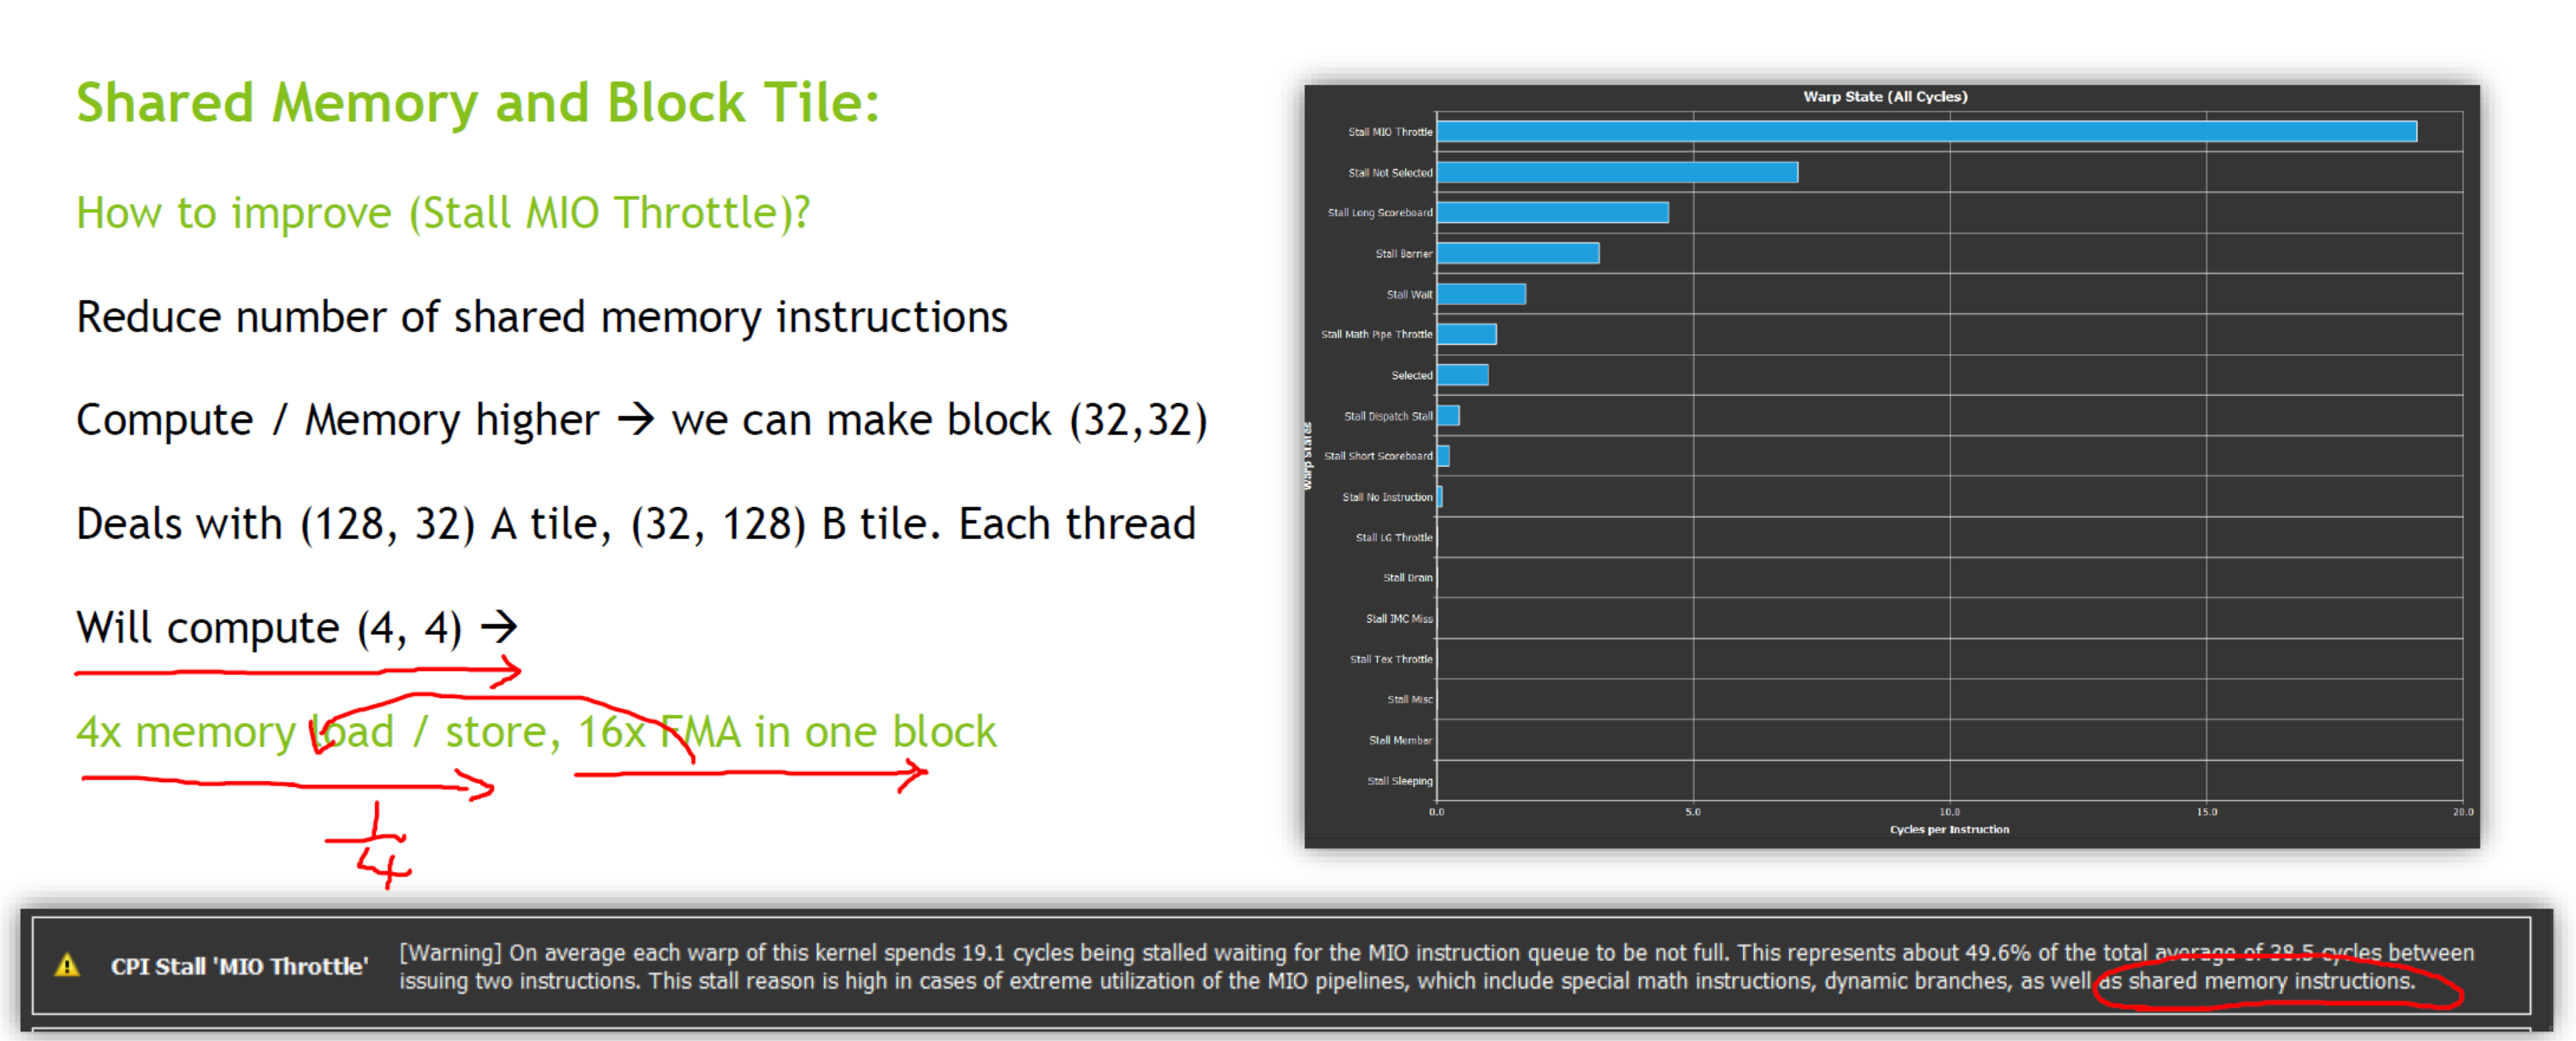 Shared Memory and Block Tile:
How to improve (Stall MIO Throttle)?
Reduce number of shared memory instructions
Compute / Memory higher → we can make block (32,32)
Deals with (128, 32) A tile, (32, 128) B tile. Each thread
Will compute (4, 4) →
4x memory load / store, 16x FMA in one block
1
4
Warp State (All Cycles)
Warp States
Stall MIO Throttle
Stall Not Selected
Stall Long Scoreboard
Stall Barrier
Stall Wait
Stall Math Pipe Throttle
Selected
Stall Dispatch Stall
Stall Short Scoreboard
Stall No Instruction
Stall LG Throttle
Stall Drain
Stall IMC Miss
Stall Tex Throttle
Stall Misc
Stall Membar
Stall Sleeping
0.0 5.0 10.0 15.0 20.0
Cycles per Instruction
CPI Stall 'MIO Throttle'
[Warning] On average each warp of this kernel spends 19.1 cycles being stalled waiting for the MIO instruction queue to be not full. This represents about 49.6% of the total average of 38.5 cycles between
issuing two instructions. This stall reason is high in cases of extreme utilization of the MIO pipelines, which include special math instructions, dynamic branches, as well as shared memory instructions.